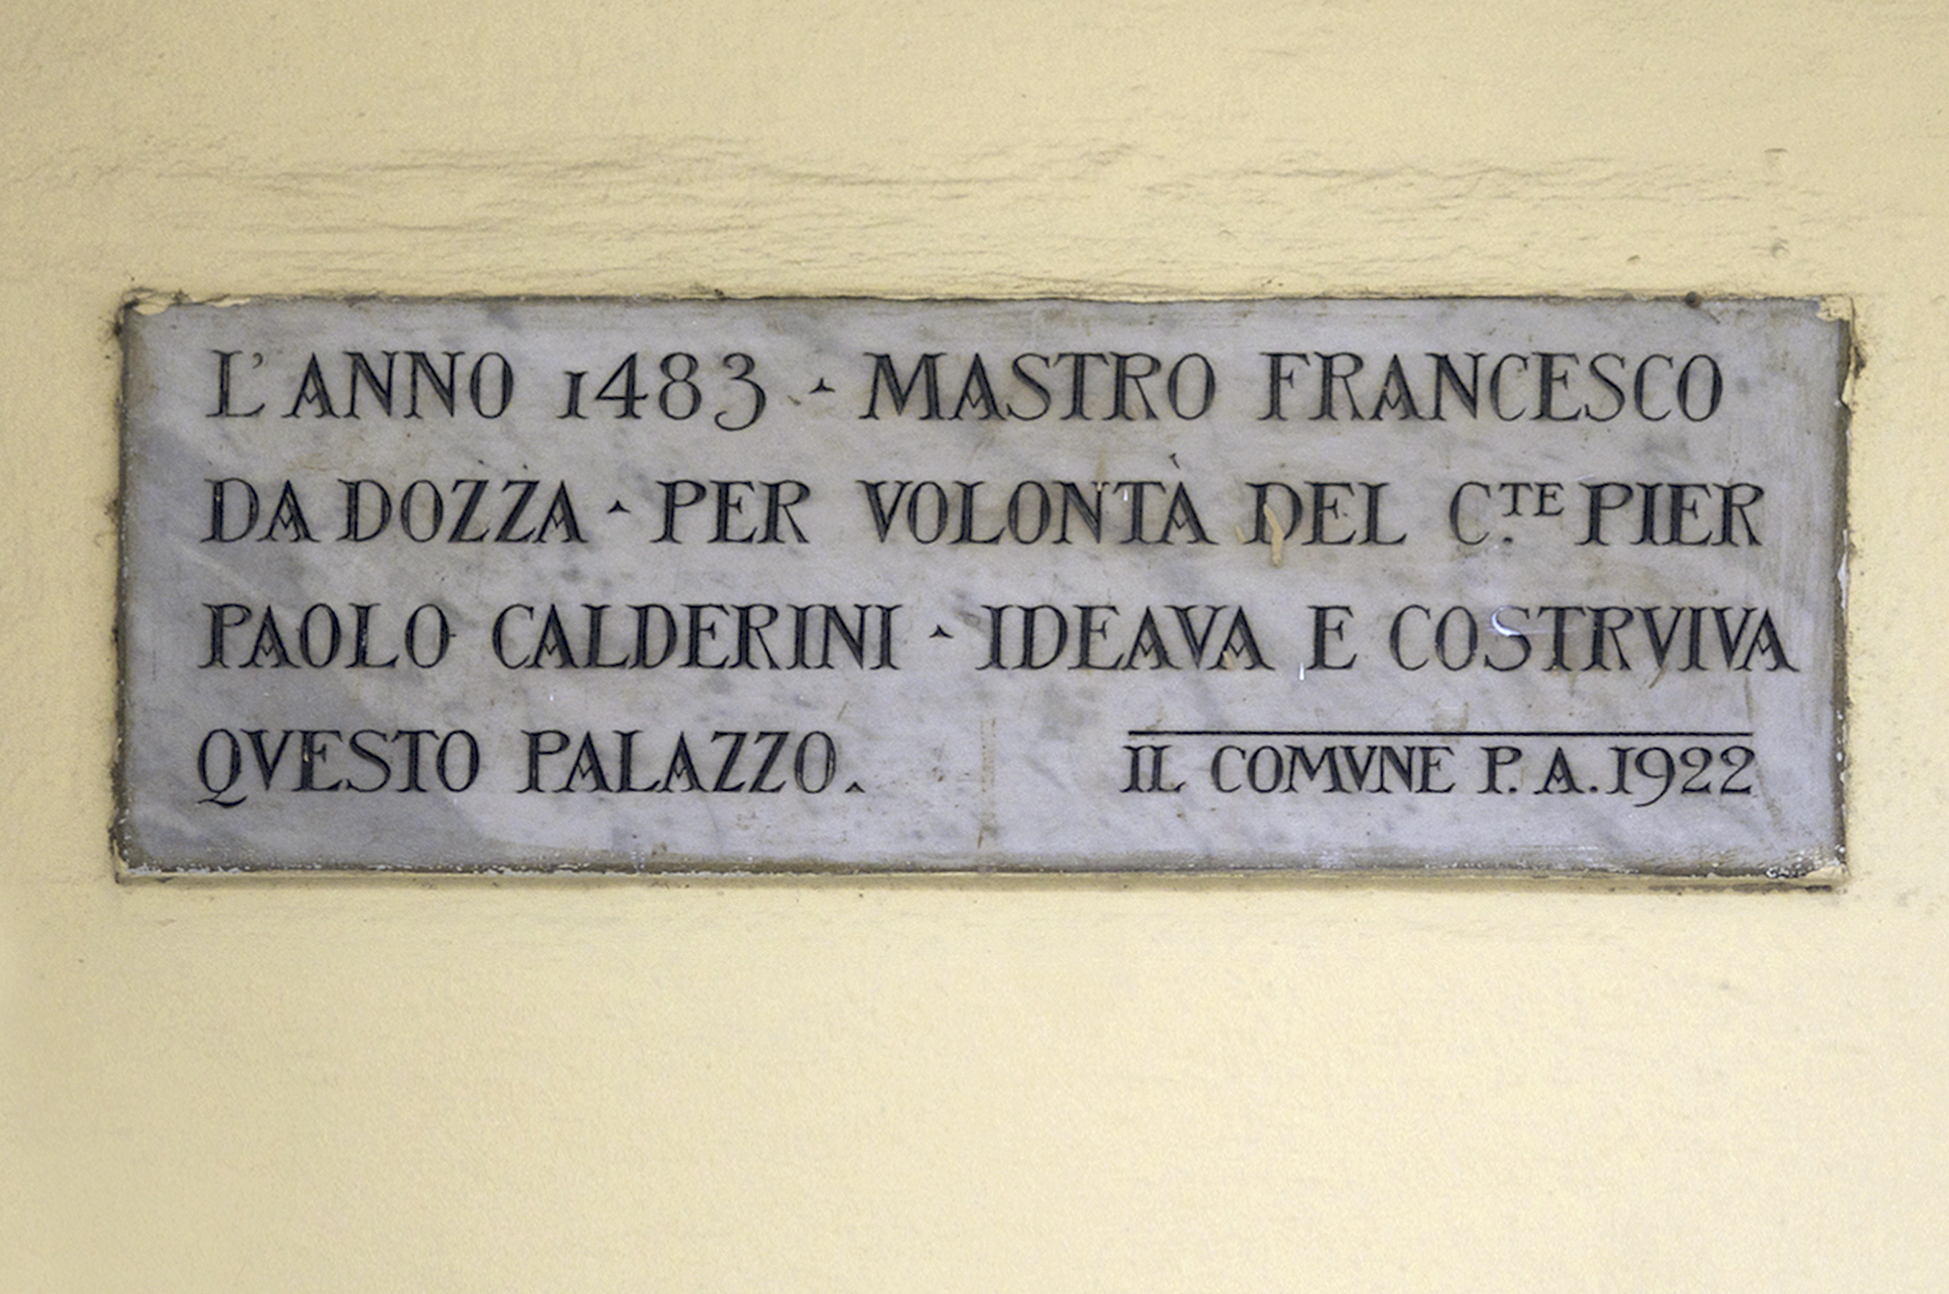 L'ANNO 1483 · MASTRO FRANCESCO
DA DOZZA · PER VOLONTÀ DEL C.TE PIER
PAOLO CALDERINI · IDEAVA E COSTRVIVA
QVESTO PALAZZO.
IL COMVNE P. A. 1922